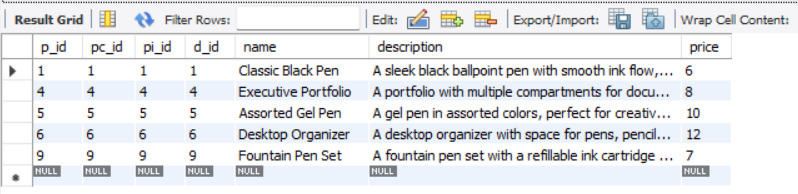 Result Grid Filter Rows: Edit: Export/Import: Wrap Cell Content:
p_id pc_id pi_id d_id name description price
1 1 1 1 Classic Black Pen A sleek black ballpoint pen with smooth ink flow,... 6
4 4 4 4 Executive Portfolio A portfolio with multiple compartments for docu... 8
5 5 5 5 Assorted Gel Pen A gel pen in assorted colors, perfect for creativ... 10
6 6 6 6 Desktop Organizer A desktop organizer with space for pens, pencil... 12
9 9 9 9 Fountain Pen Set A fountain pen set with a refillable ink cartridge ... 7
NULL NULL NULL NULL NULL NULL NULL